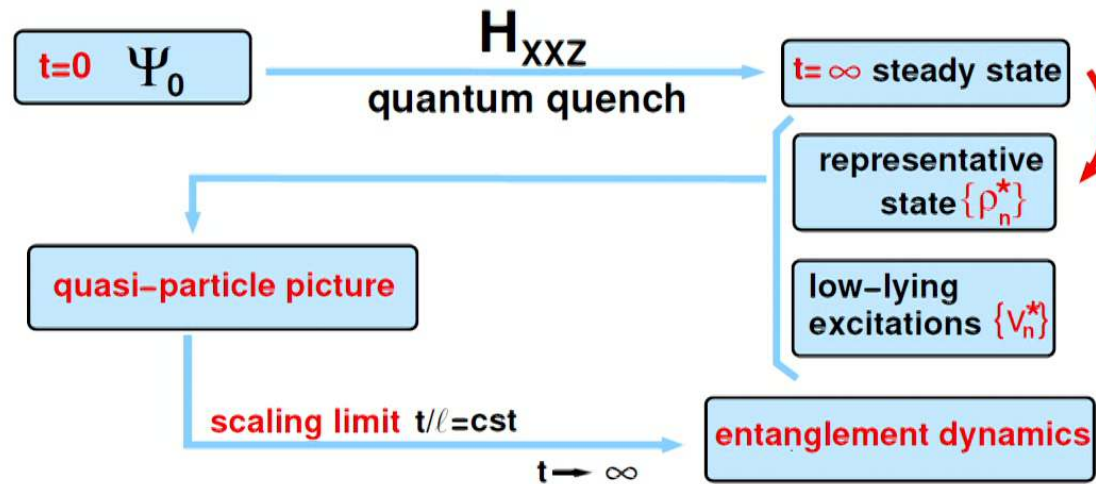 t=0 Ψ₀
H_XXZ
quantum quench
t=∞ steady state
representative
state {ρ*ₙ}
quasi–particle picture
low–lying
excitations {v*ₙ}
scaling limit t/ℓ=cst
t → ∞
entanglement dynamics